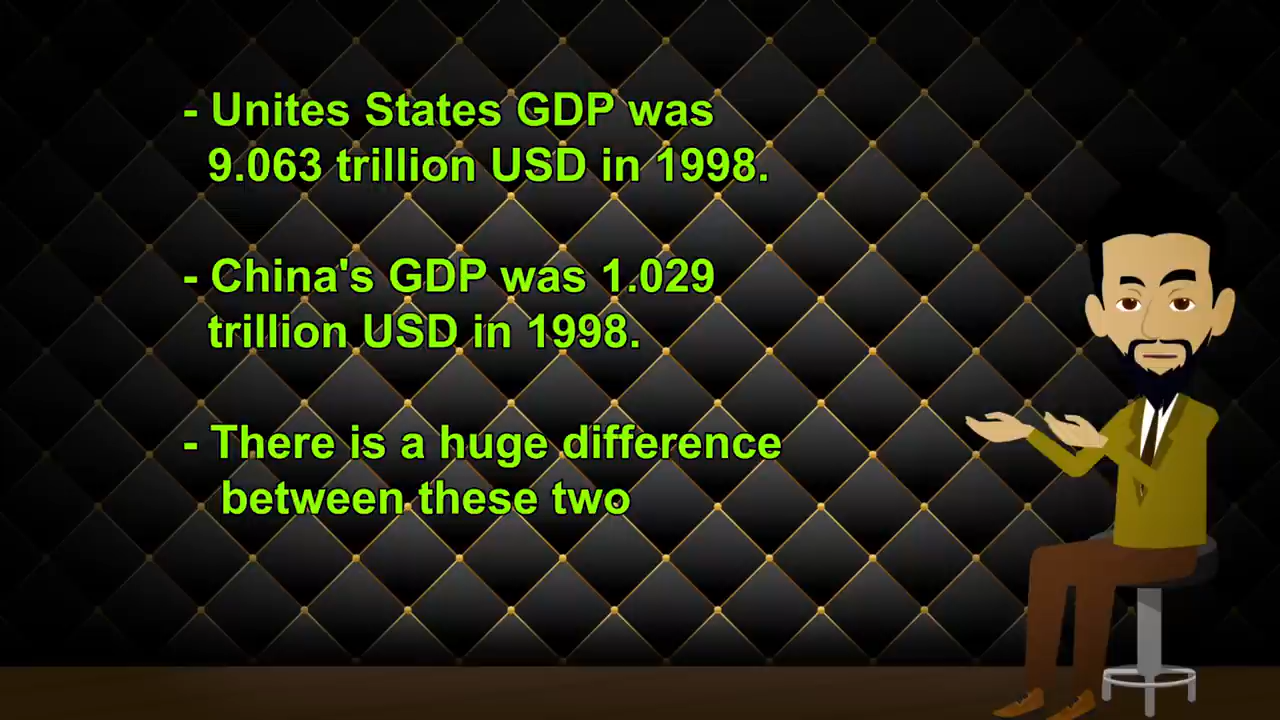 - Unites States GDP was
9.063 trillion USD in 1998.
- China's GDP was 1.029
trillion USD in 1998.
- There is a huge difference
between these two